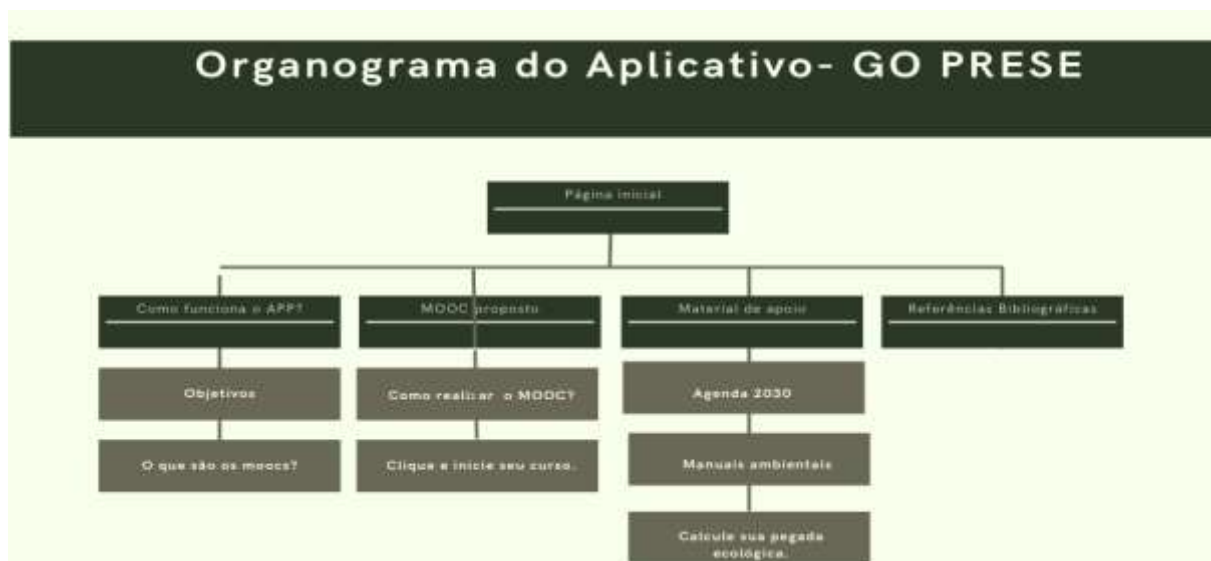 Organograma do Aplicativo- GO PRESE
Página inicial
Como funciona o APP?
MOOC proposto
Material de apoio
Referências Bibliográficas
Objetivos
Como realizar o MOOC?
Agenda 2030
O que são os moocs?
Clique e inicie seu curso.
Manuais ambientais
Calcule sua pegada
ecológica.